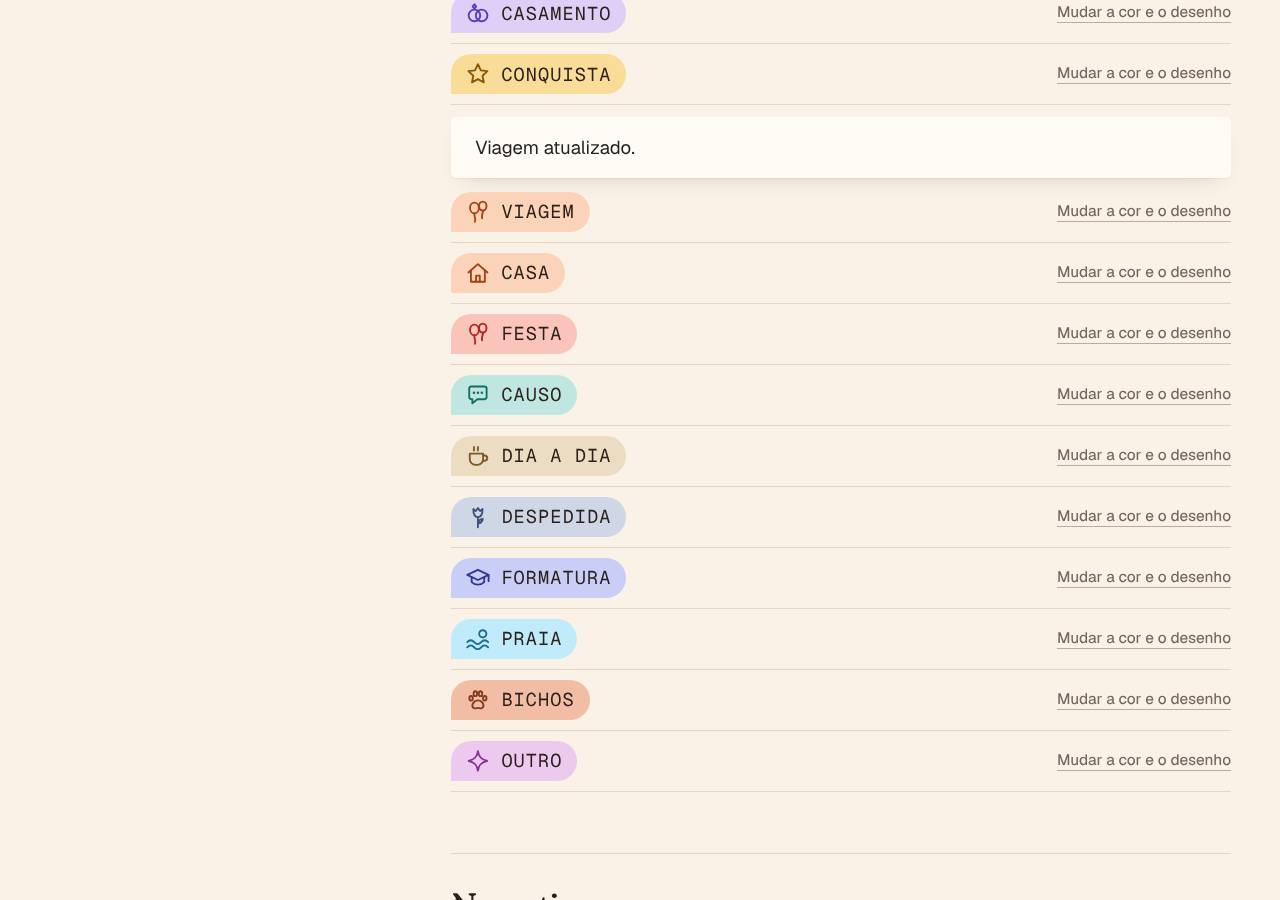 CASAMENTO Mudar a cor e o desenho
CONQUISTA Mudar a cor e o desenho
Viagem atualizado.
VIAGEM Mudar a cor e o desenho
CASA Mudar a cor e o desenho
FESTA Mudar a cor e o desenho
CAUSO Mudar a cor e o desenho
DIA A DIA Mudar a cor e o desenho
DESPEDIDA Mudar a cor e o desenho
FORMATURA Mudar a cor e o desenho
PRAIA Mudar a cor e o desenho
BICHOS Mudar a cor e o desenho
OUTRO Mudar a cor e o desenho